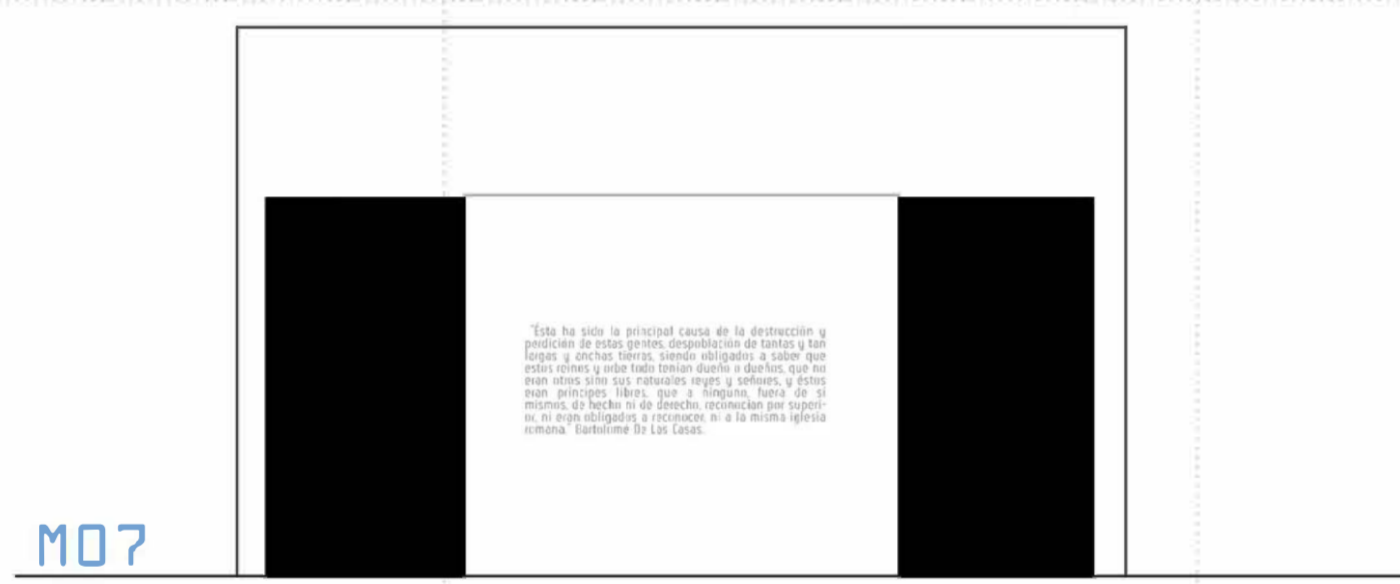 "Ésta ha sido la principal causa de la destrucción y
perdición de estas gentes, despoblación de tantas y tan
largas y anchas tierras, siendo obligados a saber que
estos reinos y orbe todo tenían dueño o dueños, que no
eran otros sino sus naturales reyes y señores, y éstos
eran príncipes libres, que a ninguno, fuera de sí
mismos, de hecho ni de derecho, reconocían por superi-
or, ni eran obligados a reconocer, ni a la misma iglesia
romana." Bartolomé De Las Casas.
M07